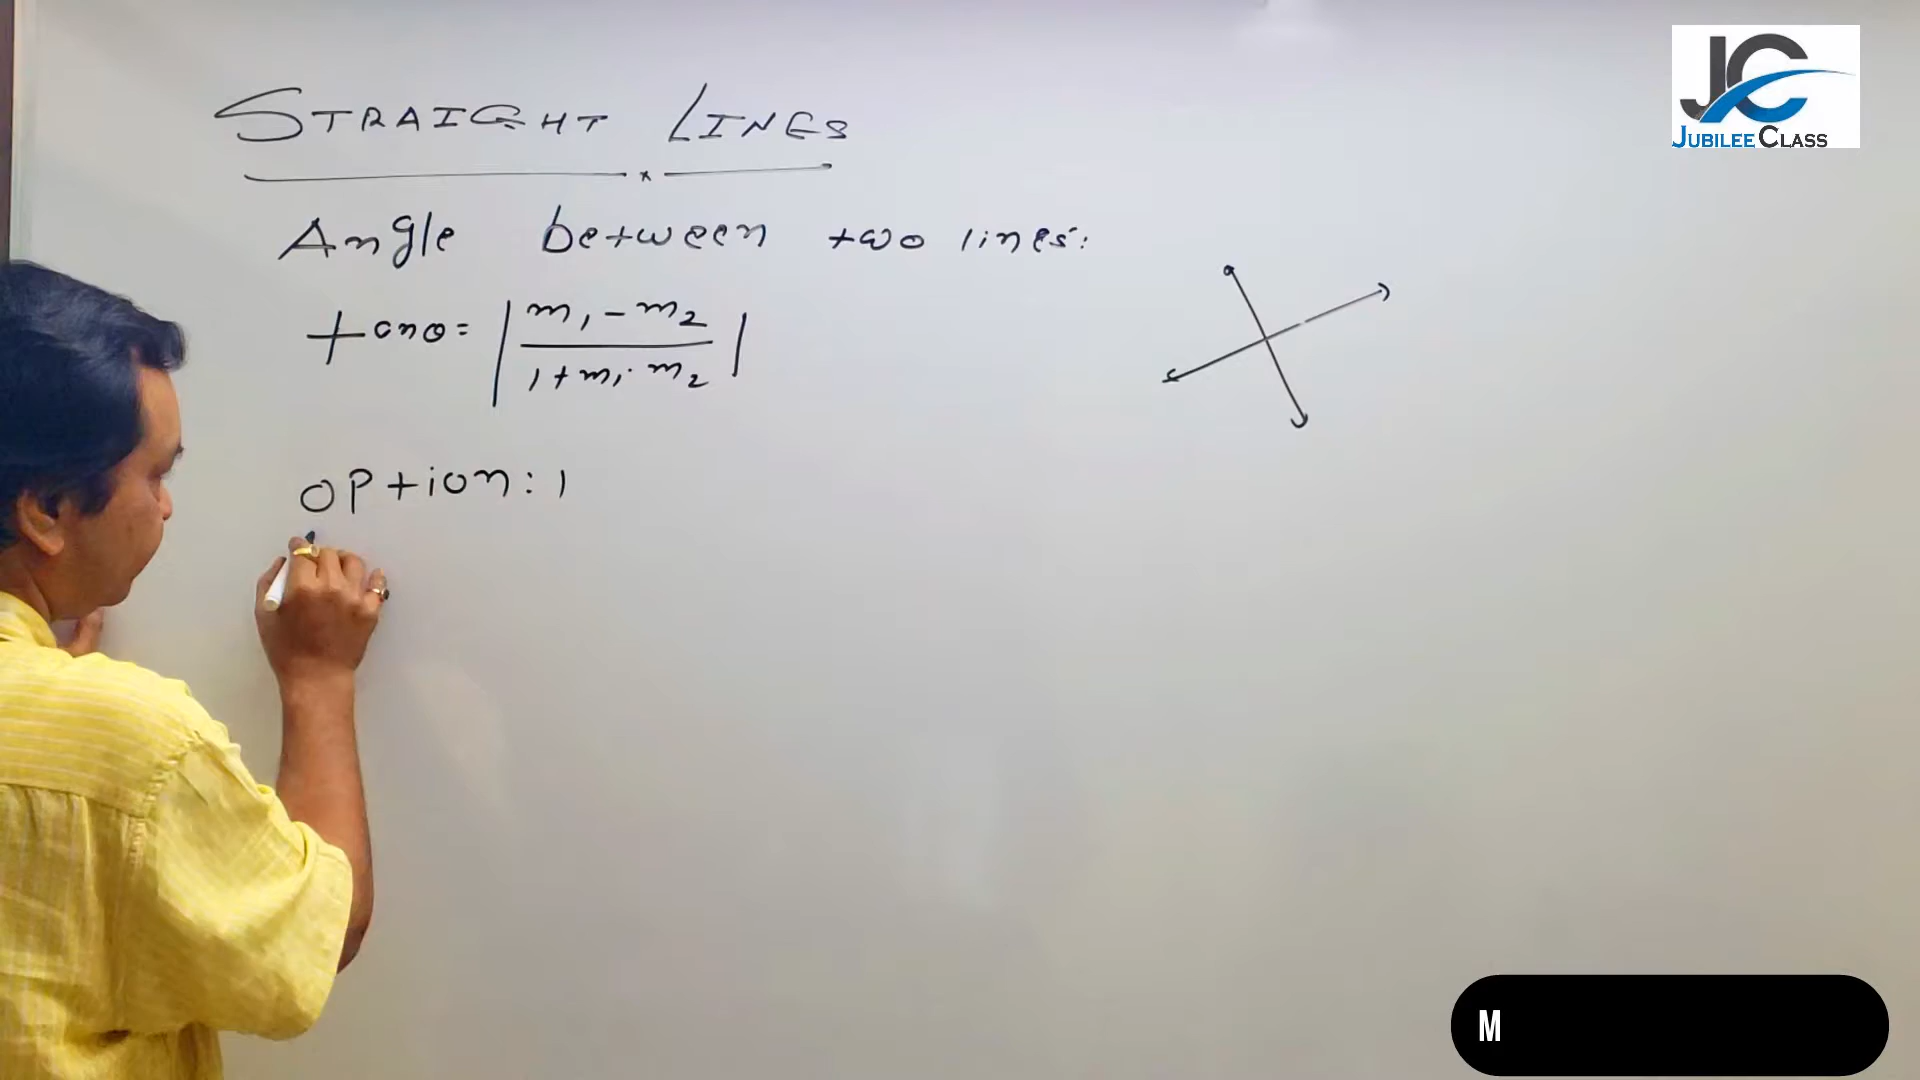 STRAIGHT LINES
Angle between two lines:
tanθ = | m₁ - m₂ / 1 + m₁ . m₂ |
option : 1
JC
JUBILEE CLASS
M